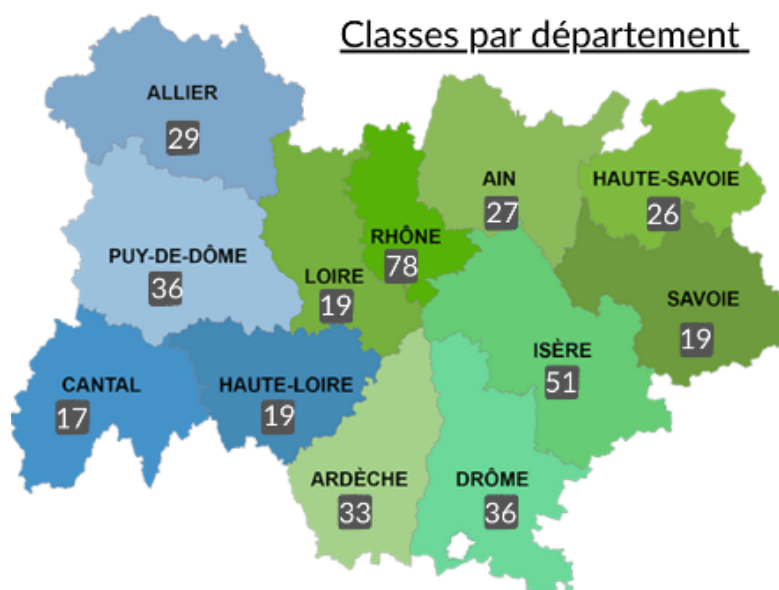 Classes par département
ALLIER
29
AIN
27
HAUTE-SAVOIE
26
RHÔNE
78
PUY-DE-DÔME
36
LOIRE
19
SAVOIE
19
ISÈRE
51
CANTAL
17
HAUTE-LOIRE
19
ARDÈCHE
33
DRÔME
36